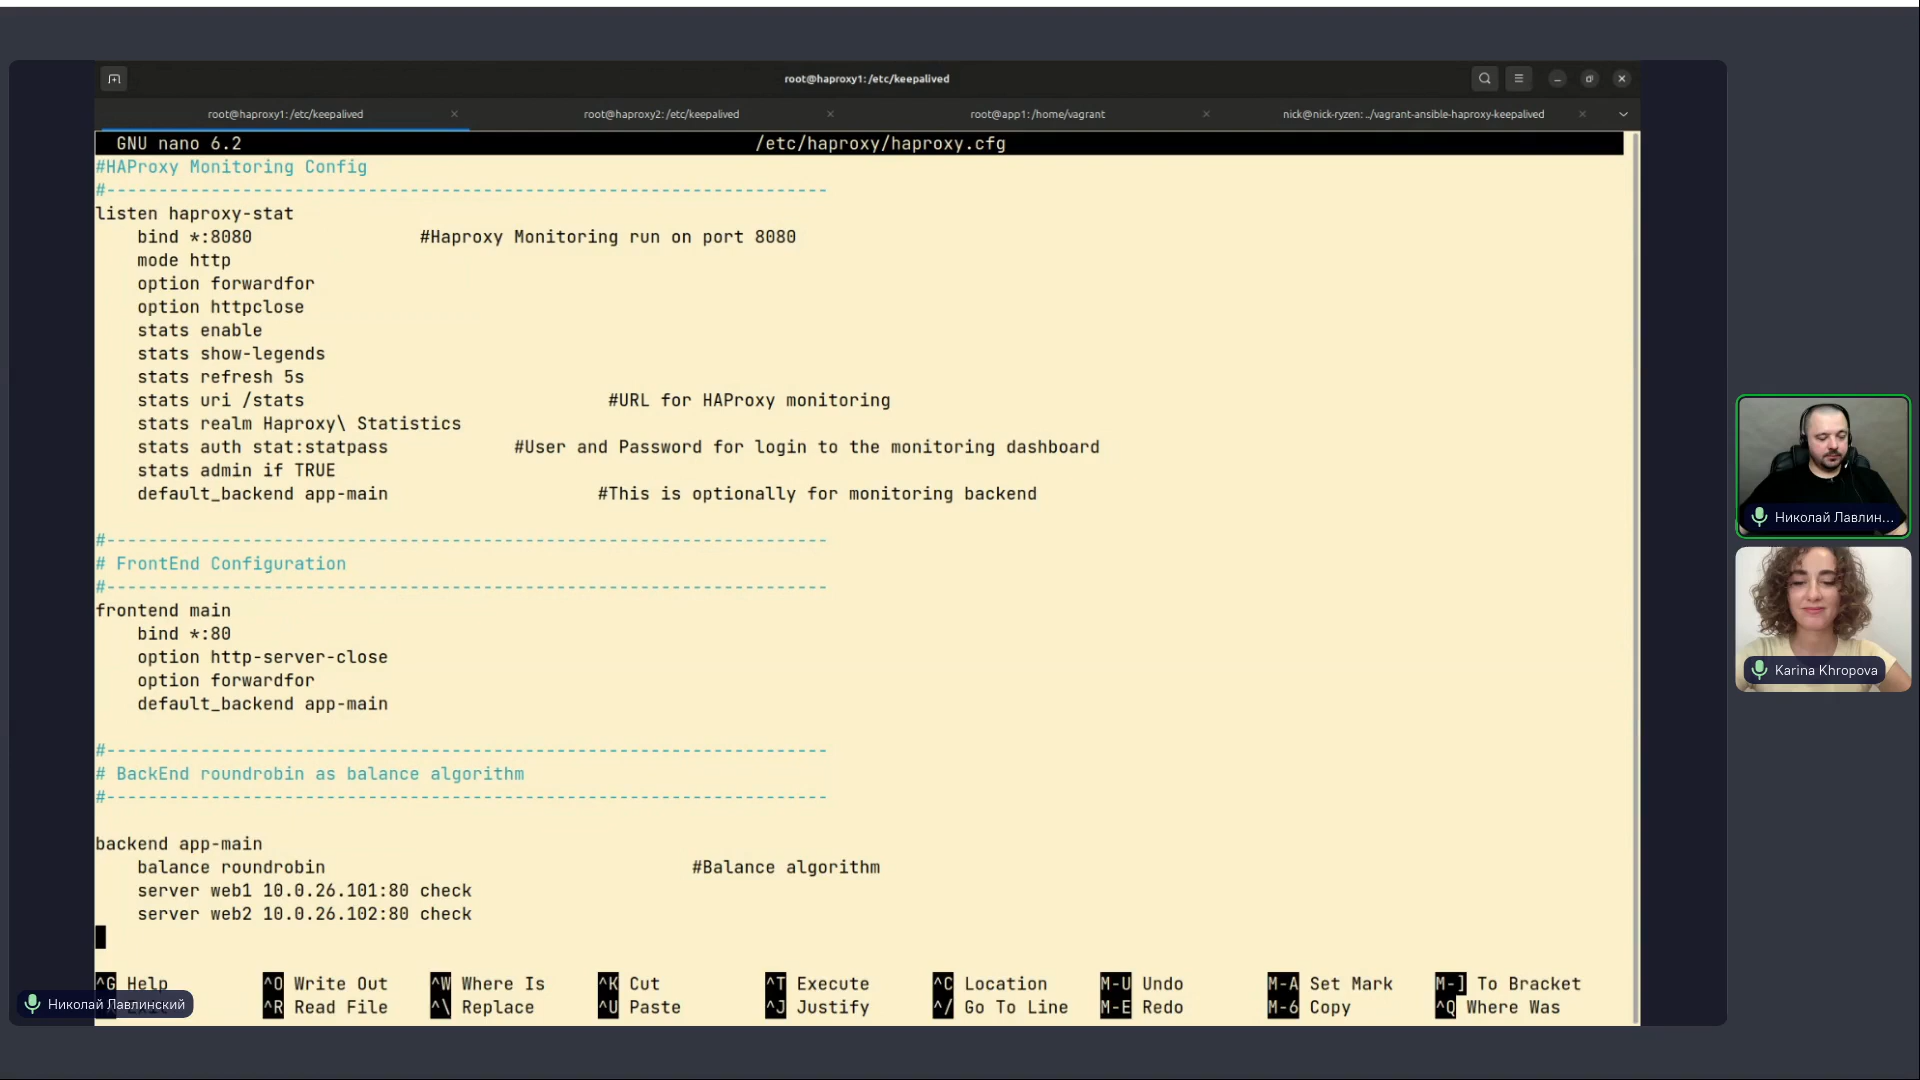 root@haproxy1: /etc/keepalived
root@haproxy1: /etc/keepalived
root@haproxy2: /etc/keepalived
root@app1: /home/vagrant
nick@nick-ryzen: ../vagrant-ansible-haproxy-keepalived
GNU nano 6.2 /etc/haproxy/haproxy.cfg
#HAProxy Monitoring Config
#---------------------------------------------------------------------
listen haproxy-stat
bind *:8080 #Haproxy Monitoring run on port 8080
mode http
option forwardfor
option httpclose
stats enable
stats show-legends
stats refresh 5s
stats uri /stats #URL for HAProxy monitoring
stats realm Haproxy\ Statistics
stats auth stat:statpass #User and Password for login to the monitoring dashboard
stats admin if TRUE
default_backend app-main #This is optionally for monitoring backend
#---------------------------------------------------------------------
# FrontEnd Configuration
#---------------------------------------------------------------------
frontend main
bind *:80
option http-server-close
option forwardfor
default_backend app-main
#---------------------------------------------------------------------
# BackEnd roundrobin as balance algorithm
#---------------------------------------------------------------------
backend app-main
balance roundrobin #Balance algorithm
server web1 10.0.26.101:80 check
server web2 10.0.26.102:80 check
^G Help ^O Write Out ^W Where Is ^K Cut ^T Execute ^C Location M-U Undo M-A Set Mark M-] To Bracket
^R Read File ^\ Replace ^U Paste ^J Justify ^/ Go To Line M-E Redo M-6 Copy ^Q Where Was
Николай Лавлинский
Николай Лавлин...
Karina Khropova